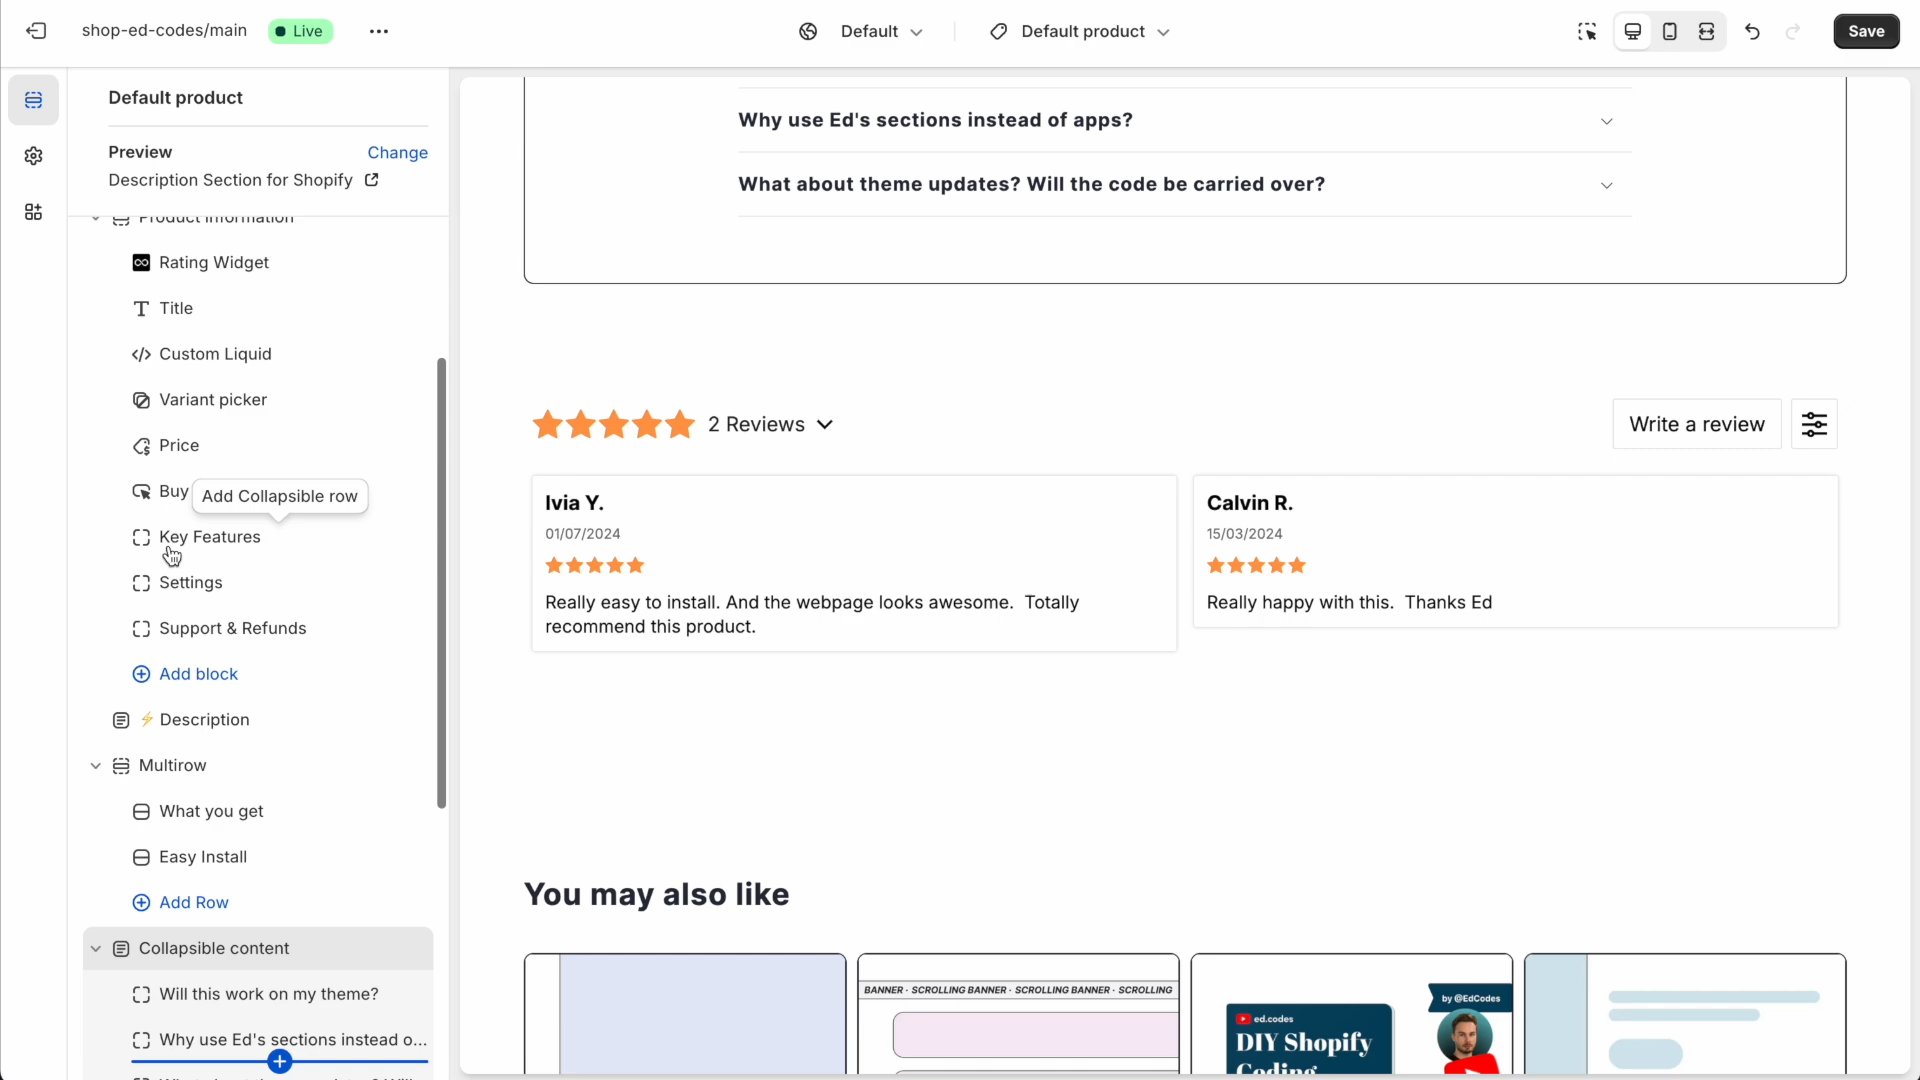 shop-ed-codes/main
Live
Default
Default product
Save
Default product
Preview
Change
Description Section for Shopify
Product information
Rating Widget
Title
Custom Liquid
Variant picker
Price
Buy
Add Collapsible row
Key Features
Settings
Support & Refunds
Add block
⚡ Description
Multirow
What you get
Easy Install
Add Row
Collapsible content
Will this work on my theme?
Why use Ed's sections instead o...
Why use Ed's sections instead of apps?
What about theme updates? Will the code be carried over?
2 Reviews
Write a review
Ivia Y.
01/07/2024
Really easy to install. And the webpage looks awesome. Totally
recommend this product.
Calvin R.
15/03/2024
Really happy with this. Thanks Ed
You may also like
BANNER · SCROLLING BANNER · SCROLLING BANNER · SCROLLING
by @EdCodes
ed.codes
DIY Shopify
Coding